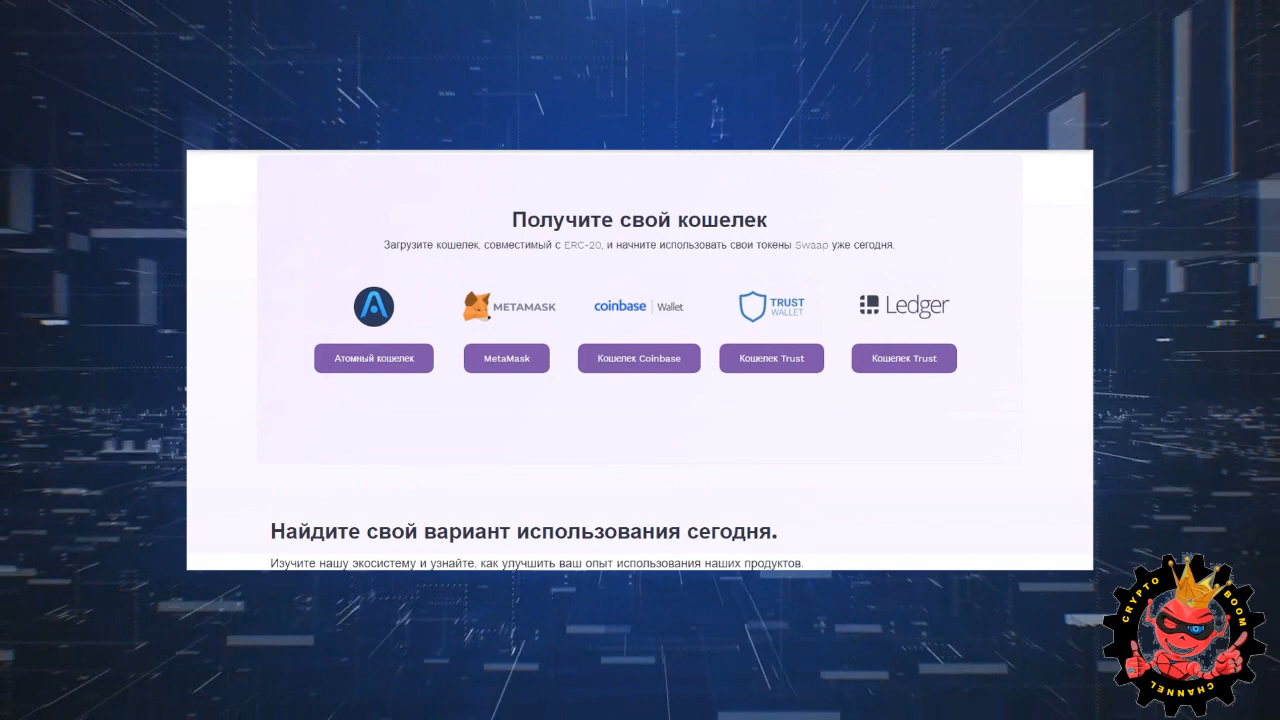 Получите свой кошелек
Загрузите кошелек, совместимый с ERC-20, и начните использовать свои токены Swaap уже сегодня.
METAMASK
coinbase | Wallet
TRUST
WALLET
Ledger
Атомный кошелек
MetaMask
Кошелек Coinbase
Кошелек Trust
Кошелек Trust
Найдите свой вариант использования сегодня.
Изучите нашу экосистему и узнайте, как улучшить ваш опыт использования наших продуктов.
CRYPTO BOOM
CHANNEL